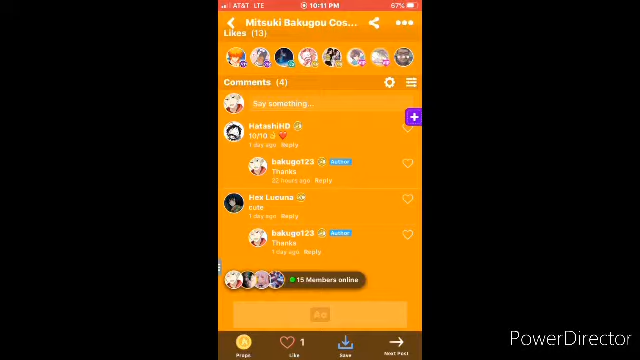 AT&T LTE 10:11 PM 67%
Mitsuki Bakugou Cos...
Likes (13)
Comments (4)
Say something...
HatashiHD
10/10
1 day ago Reply
bakugo123 Author
Thanks
22 hours ago Reply
Hex Lucuna
cute
1 day ago Reply
bakugo123 Author
Thanks
1 day ago Reply
15 Members online
Ad
Props
1
Like
Save
Next Post
PowerDirector